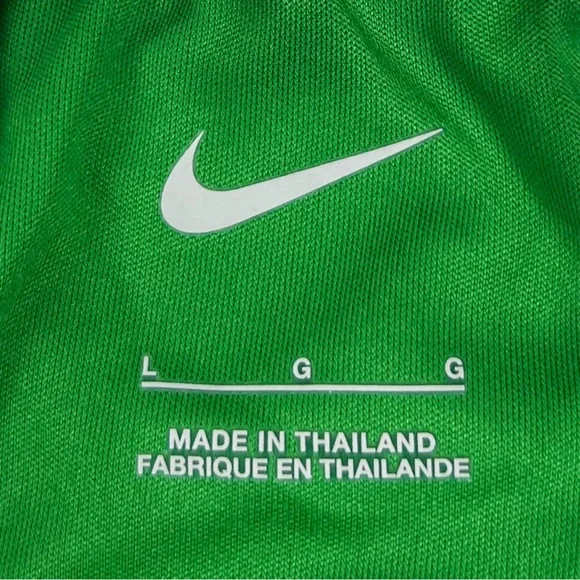 L G G
MADE IN THAILAND
FABRIQUE EN THAILANDE